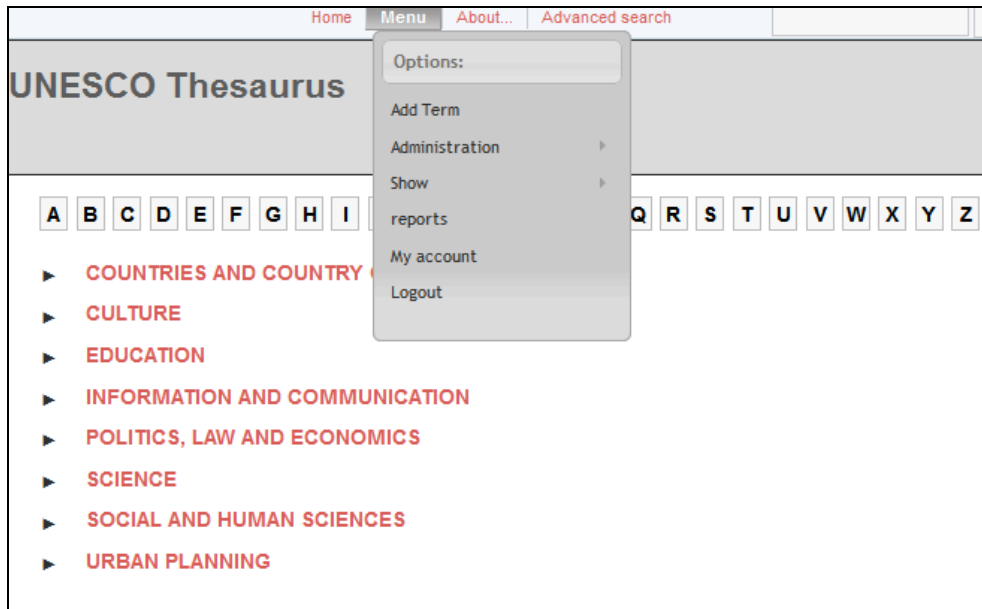 Home Menu About... Advanced search
Options:
UNESCO Thesaurus
Add Term
Administration
Show
reports
My account
Logout
A B C D E F G H I Q R S T U V W X Y Z
COUNTRIES AND COUNTRY
CULTURE
EDUCATION
INFORMATION AND COMMUNICATION
POLITICS, LAW AND ECONOMICS
SCIENCE
SOCIAL AND HUMAN SCIENCES
URBAN PLANNING